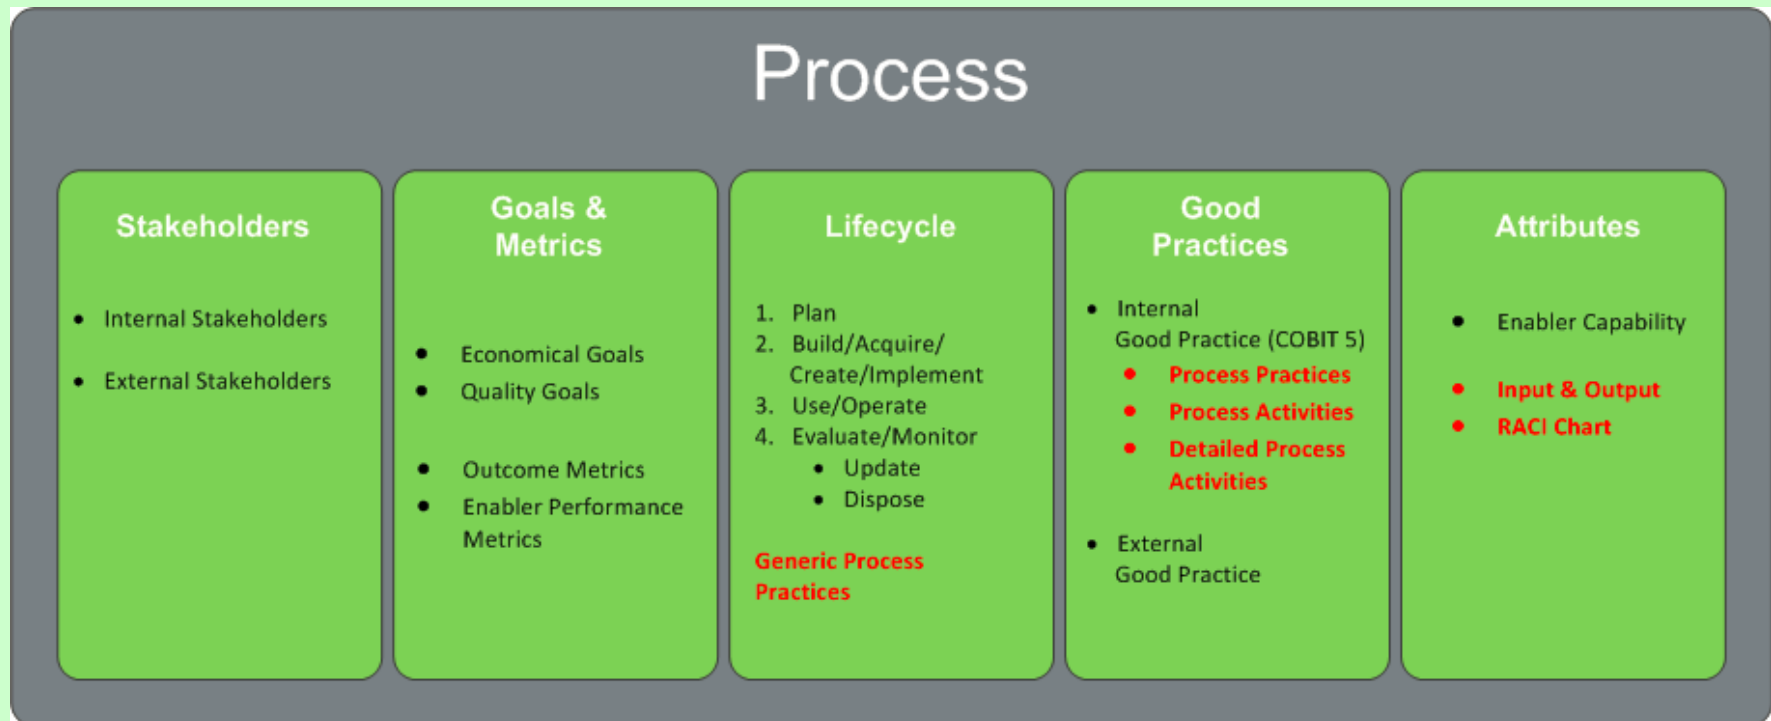 Process
Stakeholders
• Internal Stakeholders
• External Stakeholders
Goals &
Metrics
• Economical Goals
• Quality Goals
• Outcome Metrics
• Enabler Performance
Metrics
Lifecycle
1. Plan
2. Build/Acquire/
Create/Implement
3. Use/Operate
4. Evaluate/Monitor
• Update
• Dispose
Generic Process
Practices
Good
Practices
• Internal
Good Practice (COBIT 5)
• Process Practices
• Process Activities
• Detailed Process
Activities
• External
Good Practice
Attributes
• Enabler Capability
• Input & Output
• RACI Chart